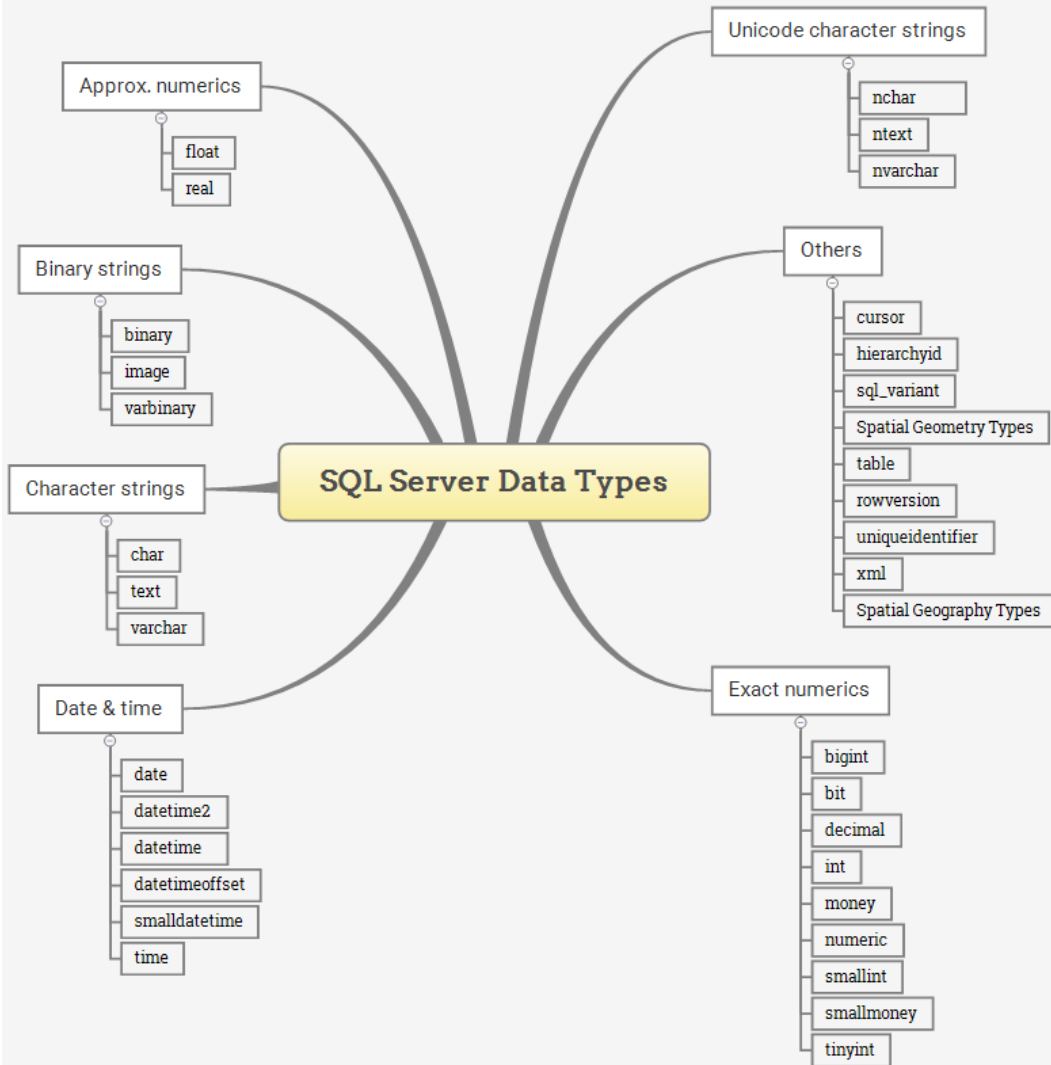 SQL Server Data Types
Approx. numerics
float
real
Binary strings
binary
image
varbinary
Character strings
char
text
varchar
Date & time
date
datetime2
datetime
datetimeoffset
smalldatetime
time
Unicode character strings
nchar
ntext
nvarchar
Others
cursor
hierarchyid
sql_variant
Spatial Geometry Types
table
rowversion
uniqueidentifier
xml
Spatial Geography Types
Exact numerics
bigint
bit
decimal
int
money
numeric
smallint
smallmoney
tinyint